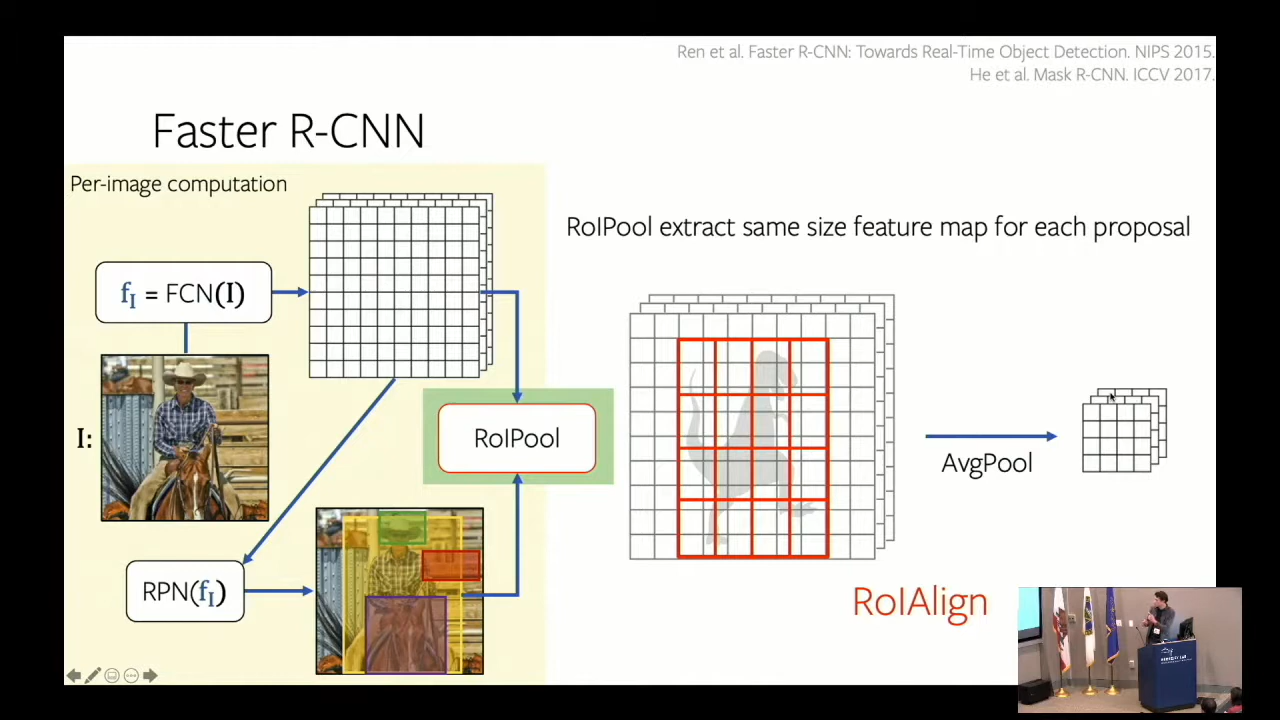 Ren et al. Faster R-CNN: Towards Real-Time Object Detection. NIPS 2015.
He et al. Mask R-CNN. ICCV 2017.
Faster R-CNN
Per-image computation
RoIPool extract same size feature map for each proposal
f_I = FCN(I)
I:
RoIPool
AvgPool
RPN(f_I)
RoIAlign
BERKELEY LAB